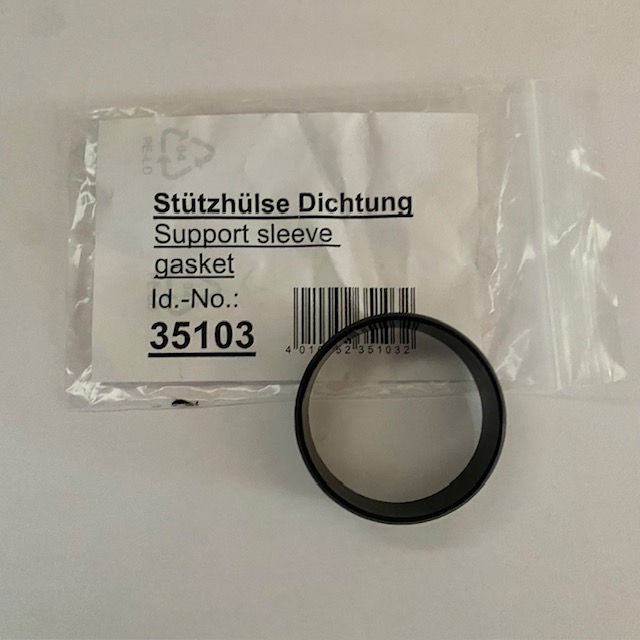 Stützhülse Dichtung
Support sleeve
gasket
Id.-No.:
35103